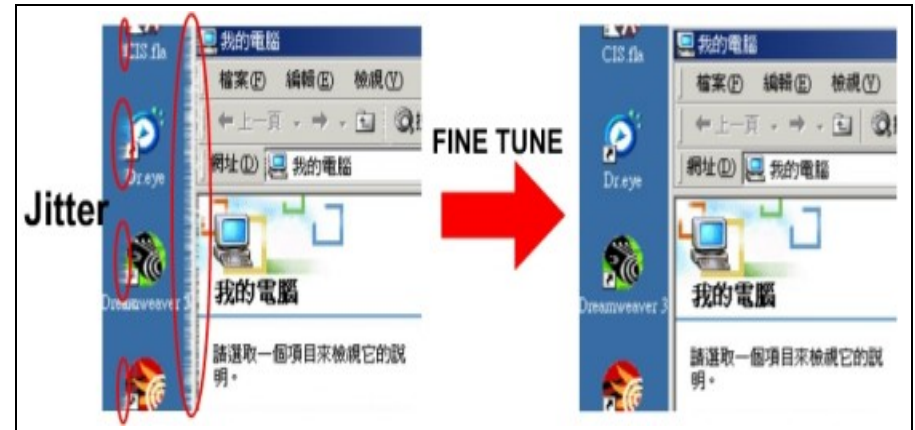 CIS.fla
我的電腦
檔案(F) 編輯(E) 檢視(V)
上一頁
Dr.eye
網址(D) 我的電腦
Jitter
Dreamweaver 3
我的電腦
請選取一個項目來檢視它的說
明。
FINE TUNE
CIS.fla
我的電腦
檔案(F) 編輯(E) 檢視(V)
上一頁
Dr.eye
網址(D) 我的電腦
Dreamweaver 3
我的電腦
請選取一個項目來檢視它的說
明。